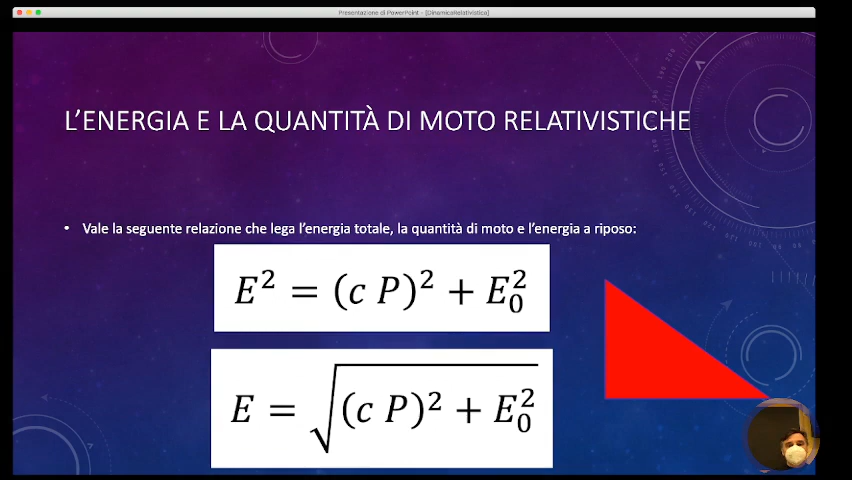 Presentazione di PowerPoint - [DinamicaRelativistica]
L'ENERGIA E LA QUANTITÀ DI MOTO RELATIVISTICHE
• Vale la seguente relazione che lega l'energia totale, la quantità di moto e l'energia a riposo:
E² = (c P)² + E₀²
E = √((c P)² + E₀²)